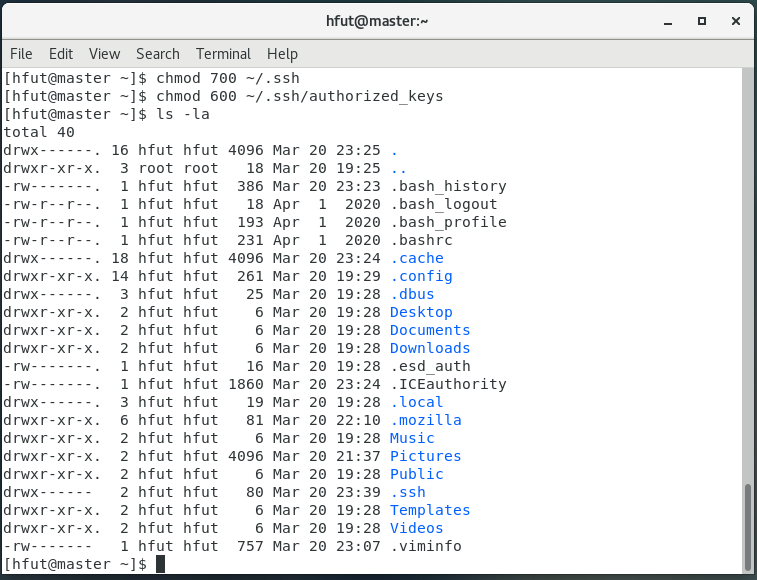 hfut@master:~
File Edit View Search Terminal Help
[hfut@master ~]$ chmod 700 ~/.ssh
[hfut@master ~]$ chmod 600 ~/.ssh/authorized_keys
[hfut@master ~]$ ls -la
total 40
drwx------. 16 hfut hfut 4096 Mar 20 23:25 .
drwxr-xr-x.  3 root root   18 Mar 20 19:25 ..
-rw-------.  1 hfut hfut  386 Mar 20 23:23 .bash_history
-rw-r--r--.  1 hfut hfut   18 Apr  1  2020 .bash_logout
-rw-r--r--.  1 hfut hfut  193 Apr  1  2020 .bash_profile
-rw-r--r--.  1 hfut hfut  231 Apr  1  2020 .bashrc
drwx------. 18 hfut hfut 4096 Mar 20 23:24 .cache
drwxr-xr-x. 14 hfut hfut  261 Mar 20 19:29 .config
drwx------.  3 hfut hfut   25 Mar 20 19:28 .dbus
drwxr-xr-x.  2 hfut hfut    6 Mar 20 19:28 Desktop
drwxr-xr-x.  2 hfut hfut    6 Mar 20 19:28 Documents
drwxr-xr-x.  2 hfut hfut    6 Mar 20 19:28 Downloads
-rw-------.  1 hfut hfut   16 Mar 20 19:28 .esd_auth
-rw-------.  1 hfut hfut 1860 Mar 20 23:24 .ICEauthority
drwx------.  3 hfut hfut   19 Mar 20 19:28 .local
drwxr-xr-x.  6 hfut hfut   81 Mar 20 22:10 .mozilla
drwxr-xr-x.  2 hfut hfut    6 Mar 20 19:28 Music
drwxr-xr-x.  2 hfut hfut 4096 Mar 20 21:37 Pictures
drwxr-xr-x.  2 hfut hfut    6 Mar 20 19:28 Public
drwx------   2 hfut hfut   80 Mar 20 23:39 .ssh
drwxr-xr-x.  2 hfut hfut    6 Mar 20 19:28 Templates
drwxr-xr-x.  2 hfut hfut    6 Mar 20 19:28 Videos
-rw-------   1 hfut hfut  757 Mar 20 23:07 .viminfo
[hfut@master ~]$